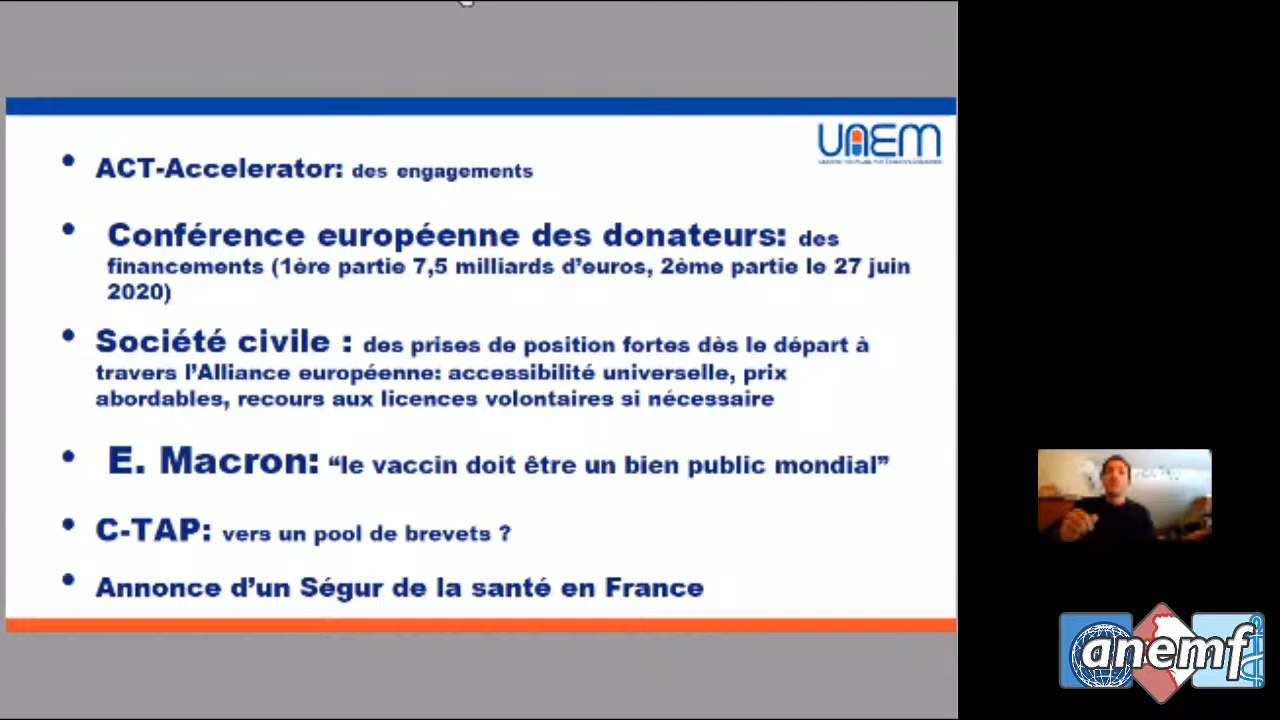 UAEM
ACT-Accelerator: des engagements
Conférence européenne des donateurs: des
financements (1ère partie 7,5 milliards d’euros, 2ème partie le 27 juin
2020)
Société civile : des prises de position fortes dès le départ à
travers l’Alliance européenne: accessibilité universelle, prix
abordables, recours aux licences volontaires si nécessaire
E. Macron: “le vaccin doit être un bien public mondial”
C-TAP: vers un pool de brevets ?
Annonce d’un Ségur de la santé en France
anemf